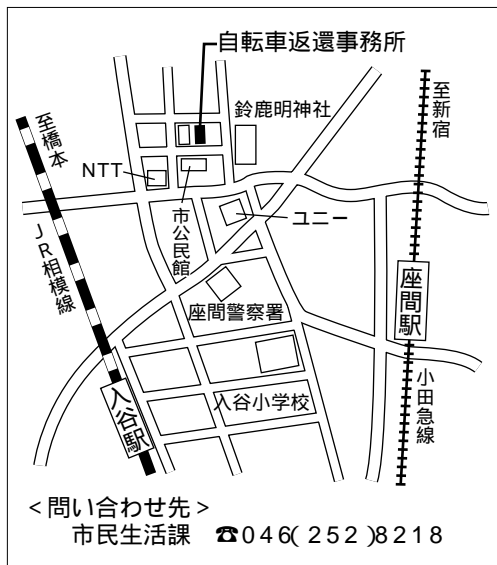 自転車返還事務所
至橋本
鈴鹿明神社
至新宿
NTT
市公民館
ユニー
JR相模線
座間警察署
座間駅
入谷小学校
入谷駅
小田急線
<問い合わせ先>
市民生活課 ☎046(252)8218